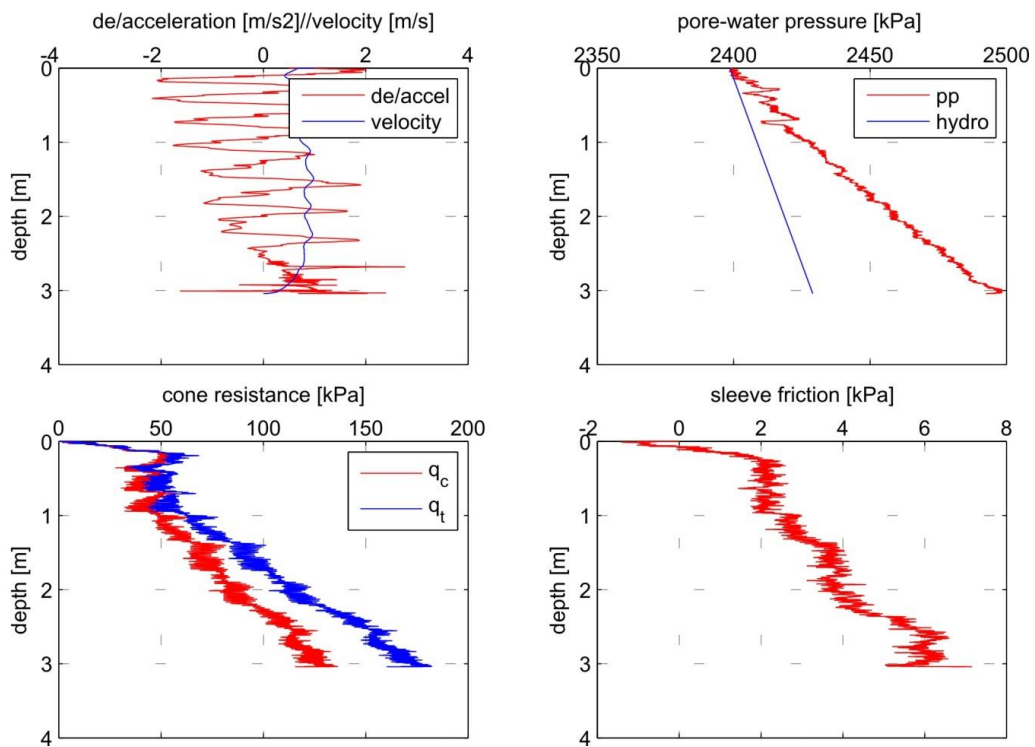 de/acceleration [m/s2]//velocity [m/s]
-4 -2 0 2 4
0
1
2
3
4
depth [m]
de/accel
velocity
pore-water pressure [kPa]
2350 2400 2450 2500
0
1
2
3
4
depth [m]
pp
hydro
cone resistance [kPa]
0 50 100 150 200
0
1
2
3
4
depth [m]
q_c
q_t
sleeve friction [kPa]
-2 0 2 4 6 8
0
1
2
3
4
depth [m]